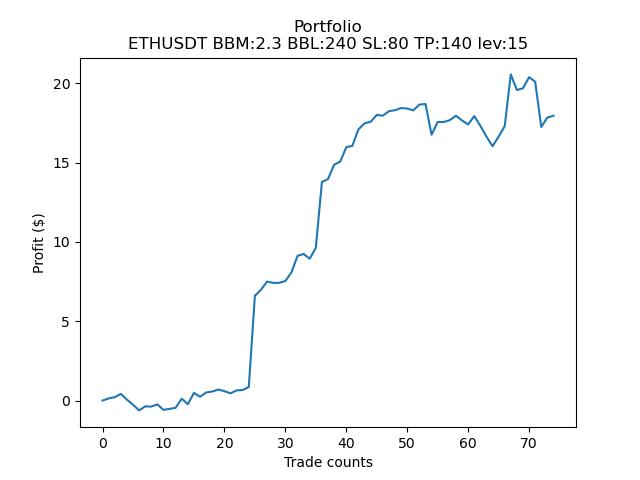 Portfolio
ETHUSDT BBM:2.3 BBL:240 SL:80 TP:140 lev:15
20
15
10
5
0
Profit ($)
0 10 20 30 40 50 60 70
Trade counts